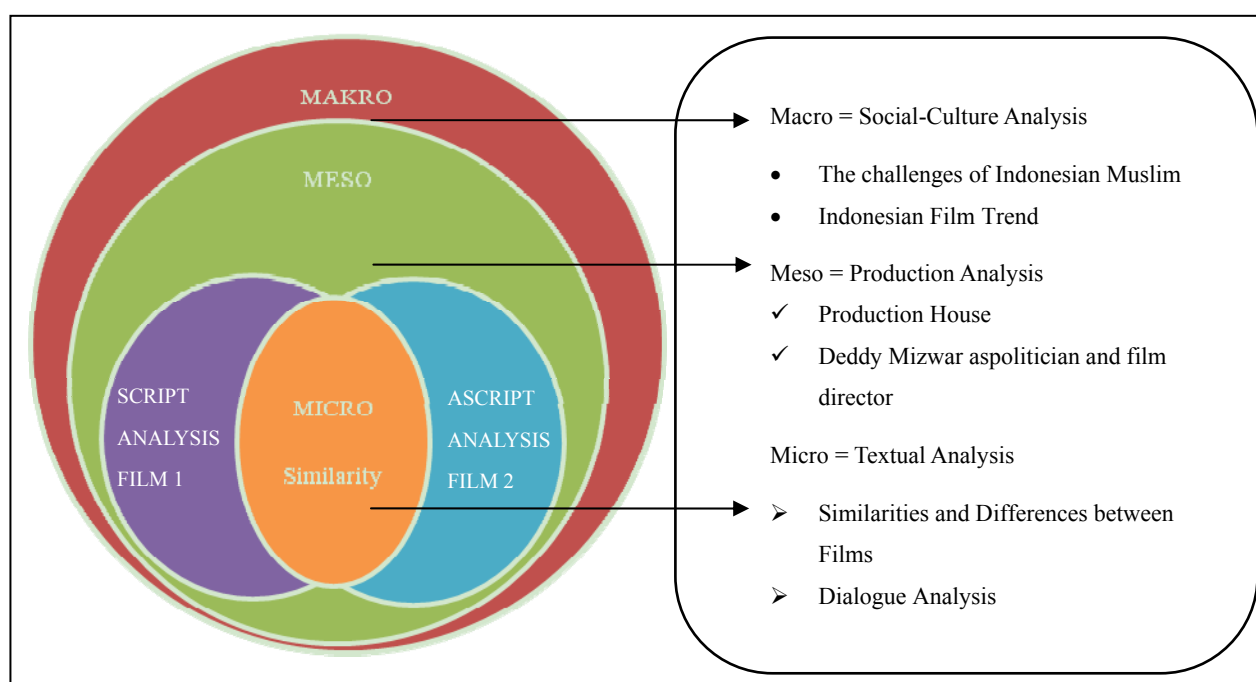 MAKRO
MESO
SCRIPT
ANALYSIS
FILM 1
MICRO
Similarity
ASCRIPT
ANALYSIS
FILM 2
Macro = Social-Culture Analysis
• The challenges of Indonesian Muslim
• Indonesian Film Trend
Meso = Production Analysis
✓ Production House
✓ Deddy Mizwar aspolitician and film
director
Micro = Textual Analysis
➢ Similarities and Differences between
Films
➢ Dialogue Analysis